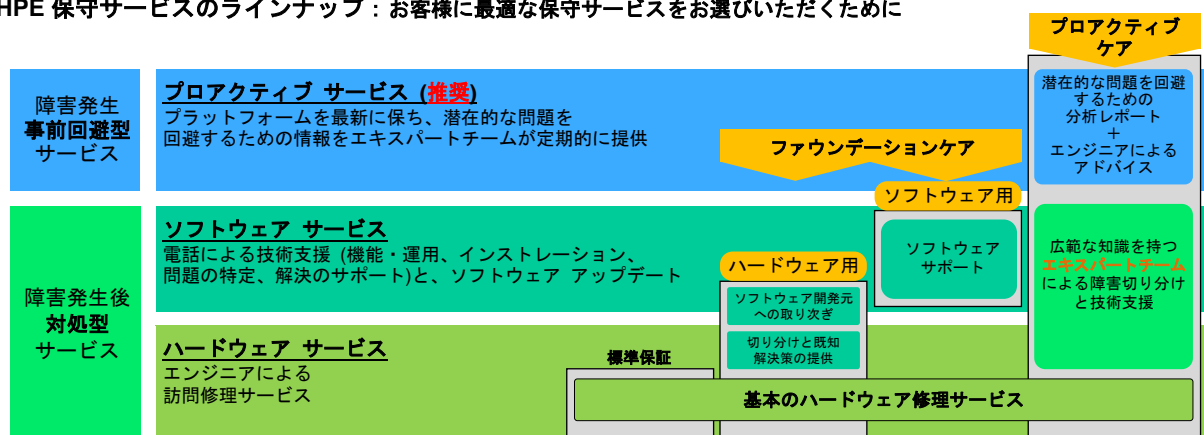 HPE 保守サービスのラインナップ：お客様に最適な保守サービスをお選びいただくために
プロアクティブ
ケア
障害発生
事前回避型
サービス
プロアクティブ サービス (推奨)
プラットフォームを最新に保ち、潜在的な問題を
回避するための情報をエキスパートチームが定期的に提供
ファウンデーションケア
潜在的な問題を回避
するための
分析レポート
＋
エンジニアによる
アドバイス
ソフトウェア用
障害発生後
対処型
サービス
ソフトウェア サービス
電話による技術支援 (機能・運用、インストレーション、
問題の特定、解決のサポート)と、ソフトウェア アップデート
ハードウェア用
ソフトウェア
サポート
広範な知識を持つ
エキスパートチーム
による障害切り分け
と技術支援
ソフトウェア開発元
への取り次ぎ
切り分けと既知
解決策の提供
ハードウェア サービス
エンジニアによる
訪問修理サービス
標準保証
基本のハードウェア修理サービス